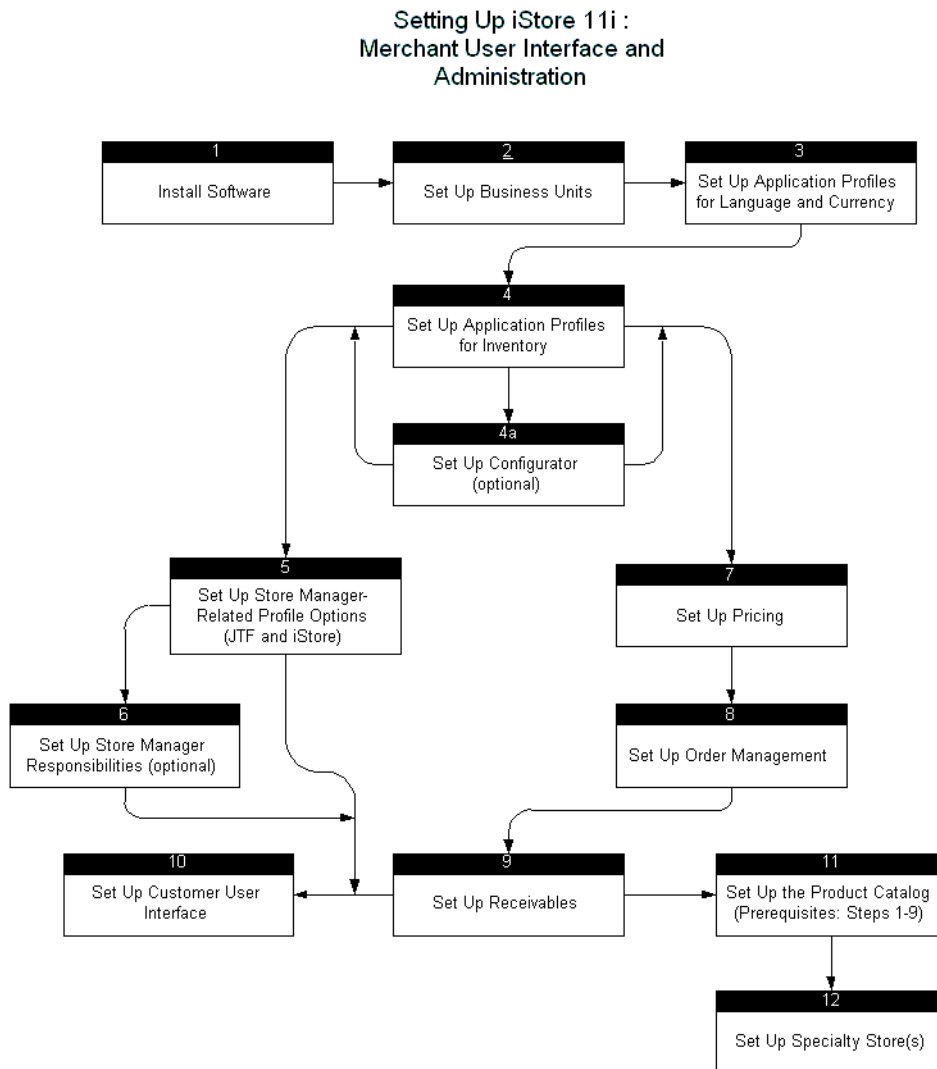 Setting Up iStore 11i :
Merchant User Interface and
Administration
1
Install Software
2
Set Up Business Units
3
Set Up Application Profiles
for Language and Currency
4
Set Up Application Profiles
for Inventory
4a
Set Up Configurator
(optional)
5
Set Up Store Manager-
Related Profile Options
(JTF and iStore)
7
Set Up Pricing
6
Set Up Store Manager
Responsibilities (optional)
8
Set Up Order Management
10
Set Up Customer User
Interface
9
Set Up Receivables
11
Set Up the Product Catalog
(Prerequisites: Steps 1-9)
12
Set Up Specialty Store(s)